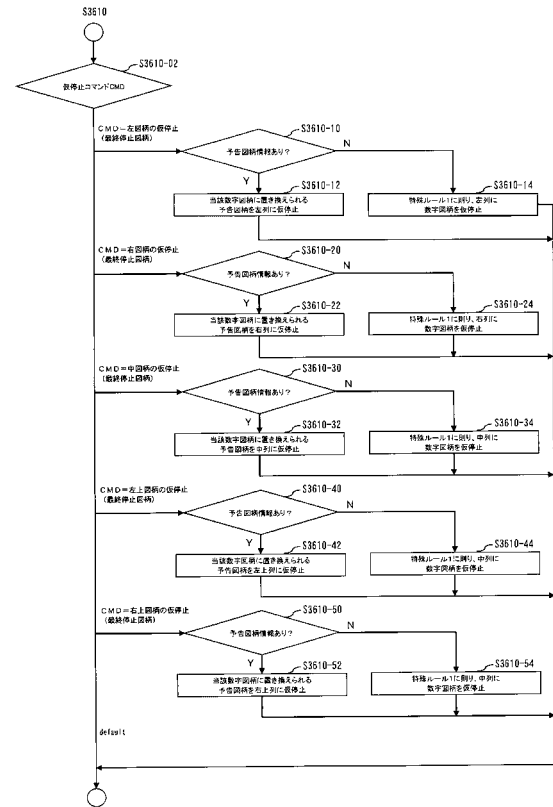 S3610
S3610-02
仮停止コマンドCMD
CMD=左図柄の仮停止
(最終停止図柄)
S3610-10
予告図柄情報あり?
N
Y
S3610-12
当該数字図柄に置き換えられる
予告図柄を左列に仮停止
S3610-14
特殊ルール1に則り、左列に
数字図柄を仮停止
CMD=右図柄の仮停止
(最終停止図柄)
S3610-20
予告図柄情報あり?
N
Y
S3610-22
当該数字図柄に置き換えられる
予告図柄を右列に仮停止
S3610-24
特殊ルール1に則り、右列に
数字図柄を仮停止
CMD=中図柄の仮停止
(最終停止図柄)
S3610-30
予告図柄情報あり?
N
Y
S3610-32
当該数字図柄に置き換えられる
予告図柄を中列に仮停止
S3610-34
特殊ルール1に則り、中列に
数字図柄を仮停止
CMD=左上図柄の仮停止
(最終停止図柄)
S3610-40
予告図柄情報あり?
N
Y
S3610-42
当該数字図柄に置き換えられる
予告図柄を左上列に仮停止
S3610-44
特殊ルール1に則り、中列に
数字図柄を仮停止
CMD=右上図柄の仮停止
(最終停止図柄)
S3610-50
予告図柄情報あり?
N
Y
S3610-52
当該数字図柄に置き換えられる
予告図柄を右上列に仮停止
S3610-54
特殊ルール1に則り、中列に
数字図柄を仮停止
default